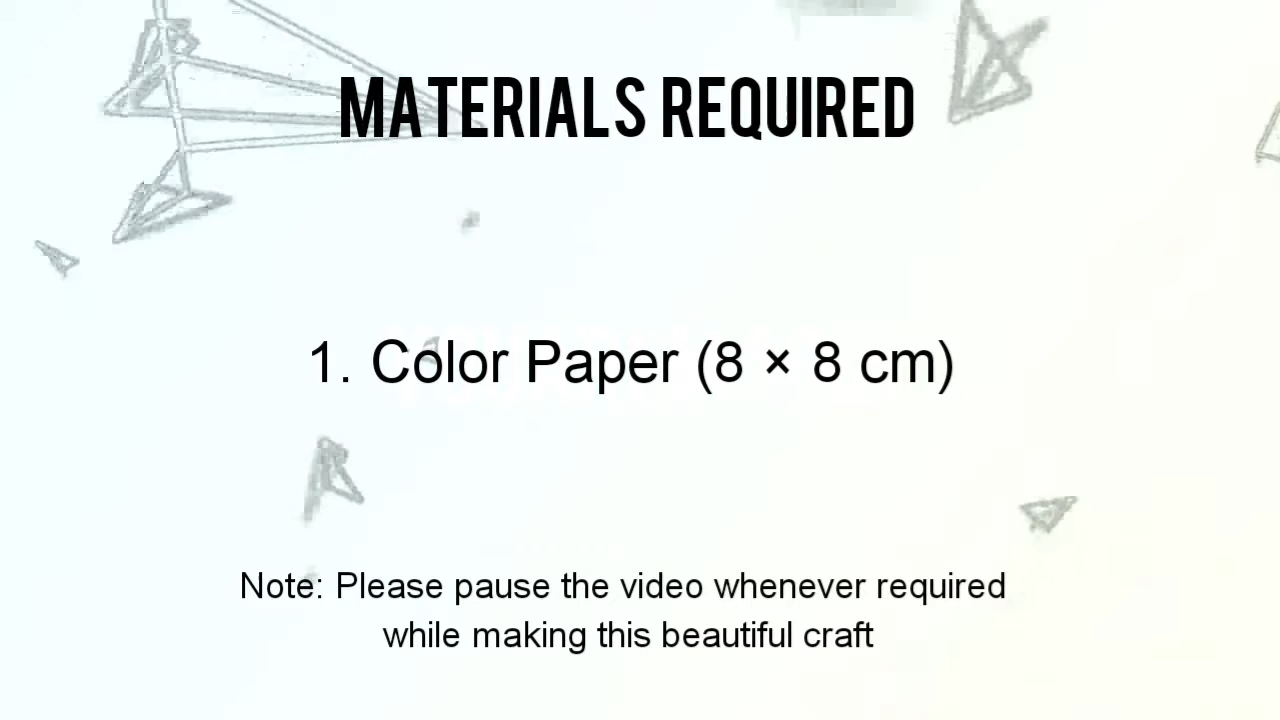 MATERIALS REQUIRED
1. Color Paper (8 × 8 cm)
Note: Please pause the video whenever required
while making this beautiful craft